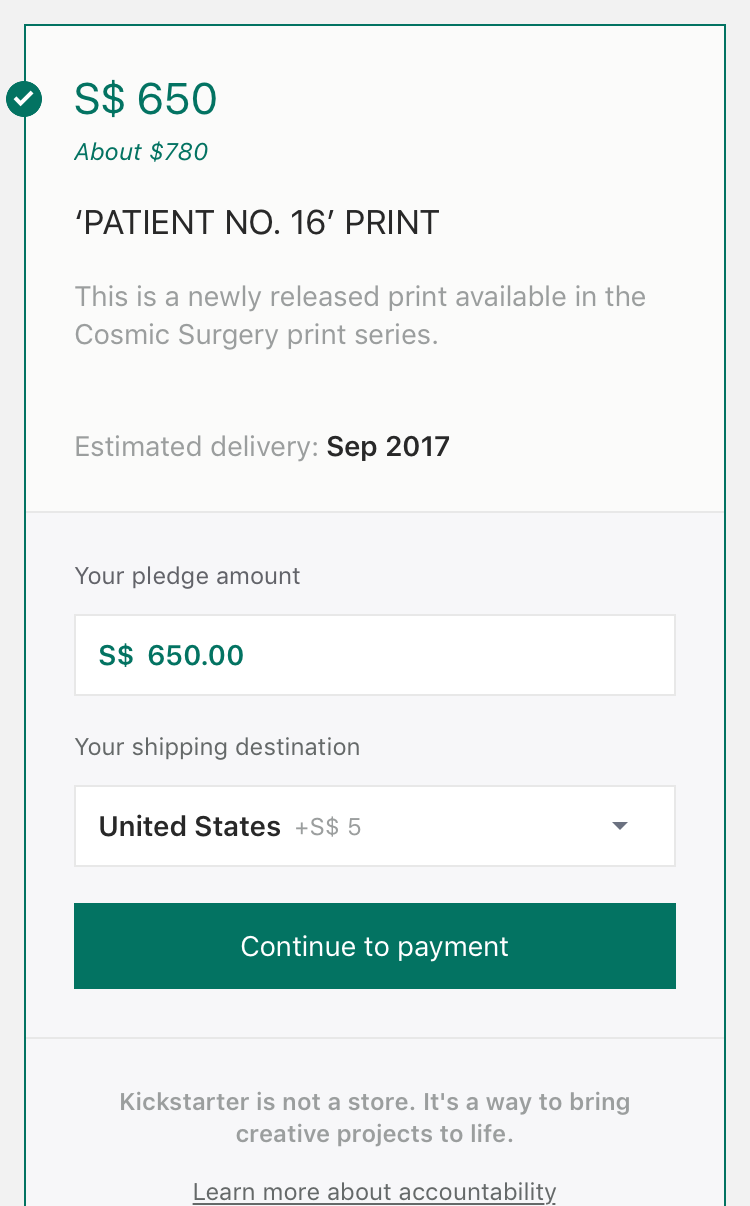 S$ 650
About $780
‘PATIENT NO. 16’ PRINT
This is a newly released print available in the
Cosmic Surgery print series.
Estimated delivery: Sep 2017
Your pledge amount
S$ 650.00
Your shipping destination
United States +S$ 5
Continue to payment
Kickstarter is not a store. It's a way to bring
creative projects to life.
Learn more about accountability